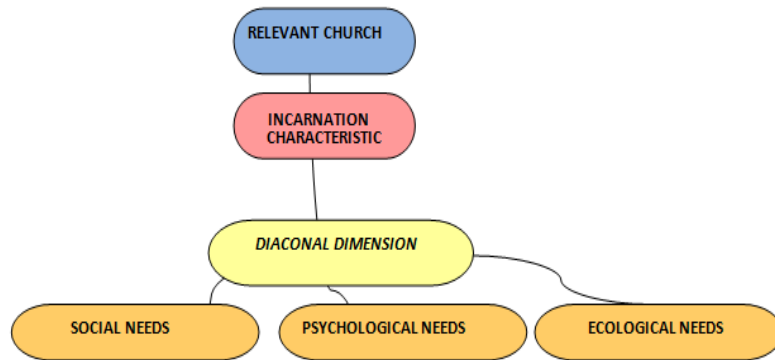 RELEVANT CHURCH
INCARNATION
CHARACTERISTIC
DIACONAL DIMENSION
SOCIAL NEEDS
PSYCHOLOGICAL NEEDS
ECOLOGICAL NEEDS